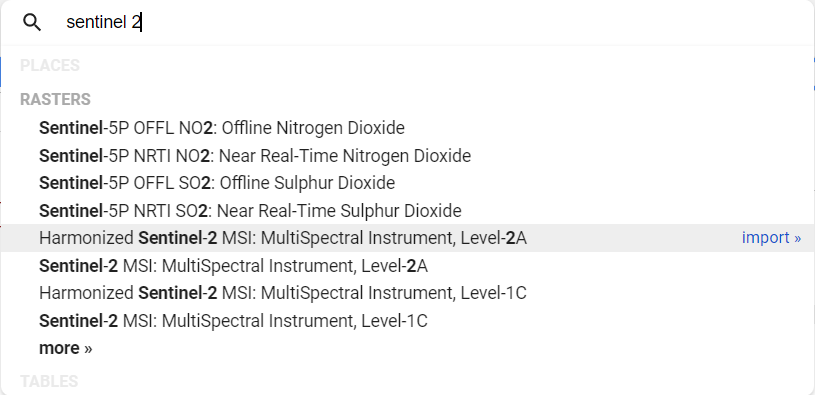 sentinel 2
PLACES
RASTERS
Sentinel-5P OFFL NO2: Offline Nitrogen Dioxide
Sentinel-5P NRTI NO2: Near Real-Time Nitrogen Dioxide
Sentinel-5P OFFL SO2: Offline Sulphur Dioxide
Sentinel-5P NRTI SO2: Near Real-Time Sulphur Dioxide
Harmonized Sentinel-2 MSI: MultiSpectral Instrument, Level-2A import »
Sentinel-2 MSI: MultiSpectral Instrument, Level-2A
Harmonized Sentinel-2 MSI: MultiSpectral Instrument, Level-1C
Sentinel-2 MSI: MultiSpectral Instrument, Level-1C
more »
TABLES